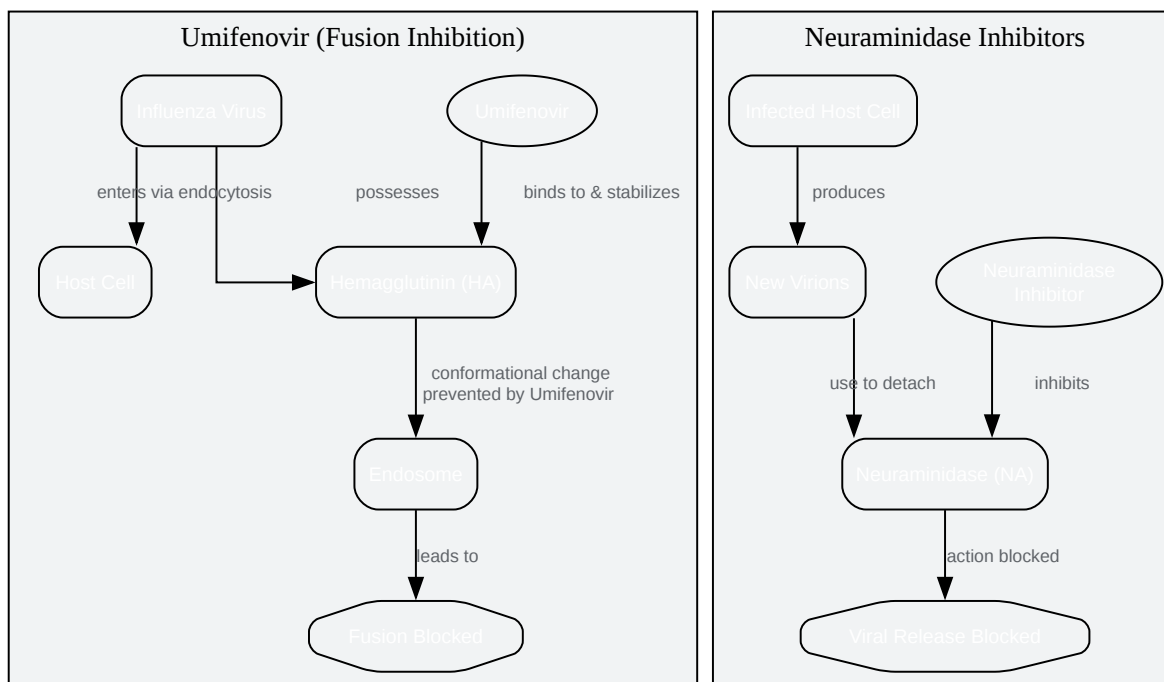 Umifenovir (Fusion Inhibition)
Influenza Virus
Umifenovir
enters via endocytosis
possesses
binds to & stabilizes
Host Cell
Hemagglutinin (HA)
conformational change
prevented by Umifenovir
Endosome
leads to
Fusion Blocked
Neuraminidase Inhibitors
Infected Host Cell
produces
New Virions
Neuraminidase
Inhibitor
use to detach
inhibits
Neuraminidase (NA)
action blocked
Viral Release Blocked